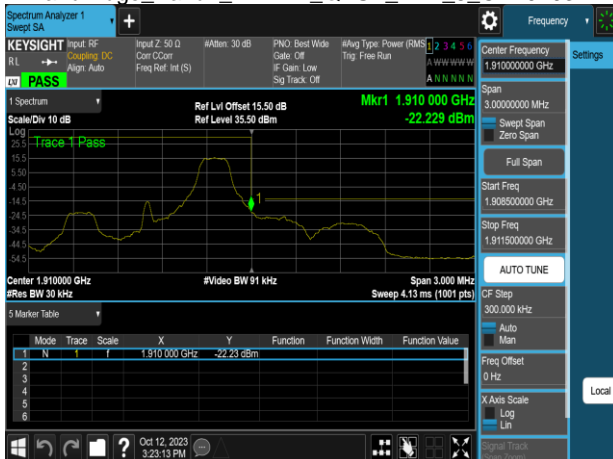 Spectrum Analyzer 1
Swept SA
+
Frequency
KEYSIGHT Input: RF
RL
Coupling: DC
Align: Auto
Input Z: 50 Ω
Corr CCorr
Freq Ref: Int (S)
#Atten: 30 dB
PNO: Best Wide
Gate: Off
IF Gain: Low
Sig Track: Off
#Avg Type: Power (RMS
Trig: Free Run
1 2 3 4 5 6
A W W W W W
A N N N N N
LXI PASS
1 Spectrum
Scale/Div 10 dB
Ref Lvl Offset 15.50 dB
Ref Level 35.50 dBm
Mkr1 1.910 000 GHz
-22.229 dBm
Log
Trace 1 Pass
25.5
15.5
5.50
-4.50
-14.5
-24.5
-34.5
-44.5
-54.5
1
Center 1.910000 GHz
#Res BW 30 kHz
#Video BW 91 kHz
Span 3.000 MHz
Sweep 4.13 ms (1001 pts)
5 Marker Table
Mode Trace Scale X Y Function Function Width Function Value
1 N 1 f 1.910 000 GHz -22.23 dBm
2
3
4
5
6
Center Frequency
1.910000000 GHz
Settings
Span
3.00000000 MHz
Swept Span
Zero Span
Full Span
Start Freq
1.908500000 GHz
Stop Freq
1.911500000 GHz
AUTO TUNE
CF Step
300.000 kHz
Auto
Man
Freq Offset
0 Hz
X Axis Scale
Log
Lin
Local
Signal Track
(Span Zoom)
?
Oct 12, 2023
3:23:13 PM